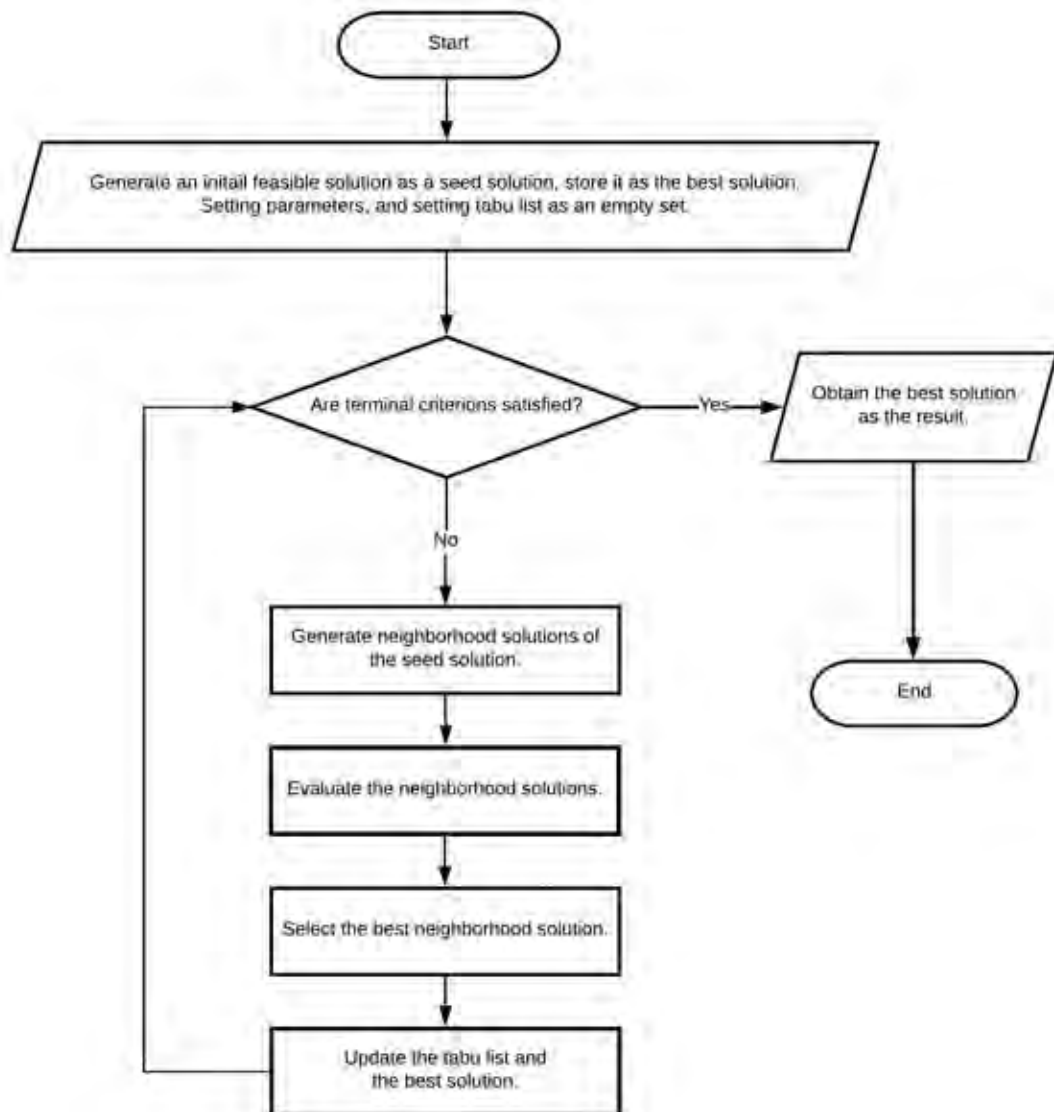 Start
Generate an initail feasible solution as a seed solution, store it as the best solution.
Setting parameters, and setting tabu list as an empty set.
Are terminal criterions satisfied?
Yes
Obtain the best solution
as the result.
No
Generate neighborhood solutions of
the seed solution.
End
Evaluate the neighborhood solutions.
Select the best neighborhood solution.
Update the tabu list and
the best solution.